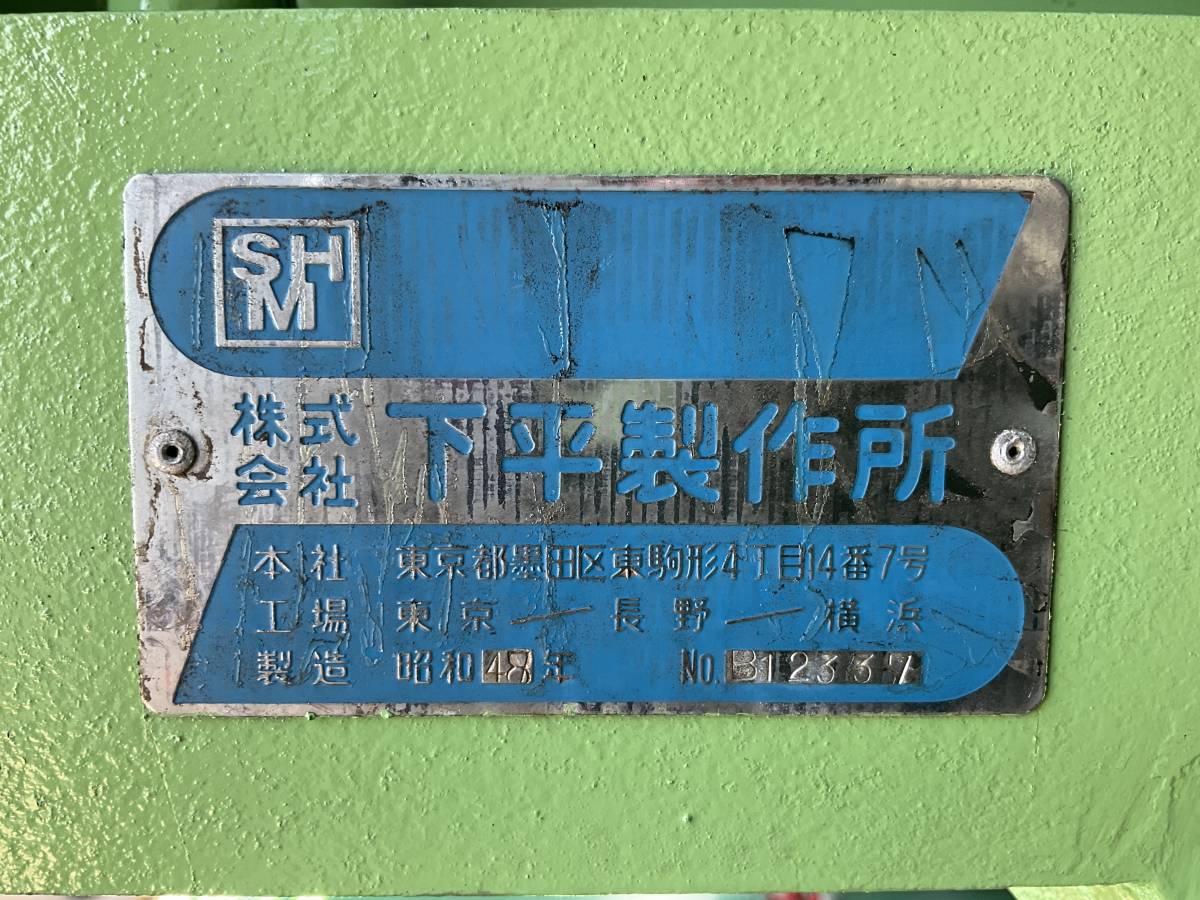 SH
M
株式会社 下平製作所
本社 東京都墨田区東駒形4丁目14番7号
工場 東京―長野―横浜
製造 昭和48年 NO. B12337